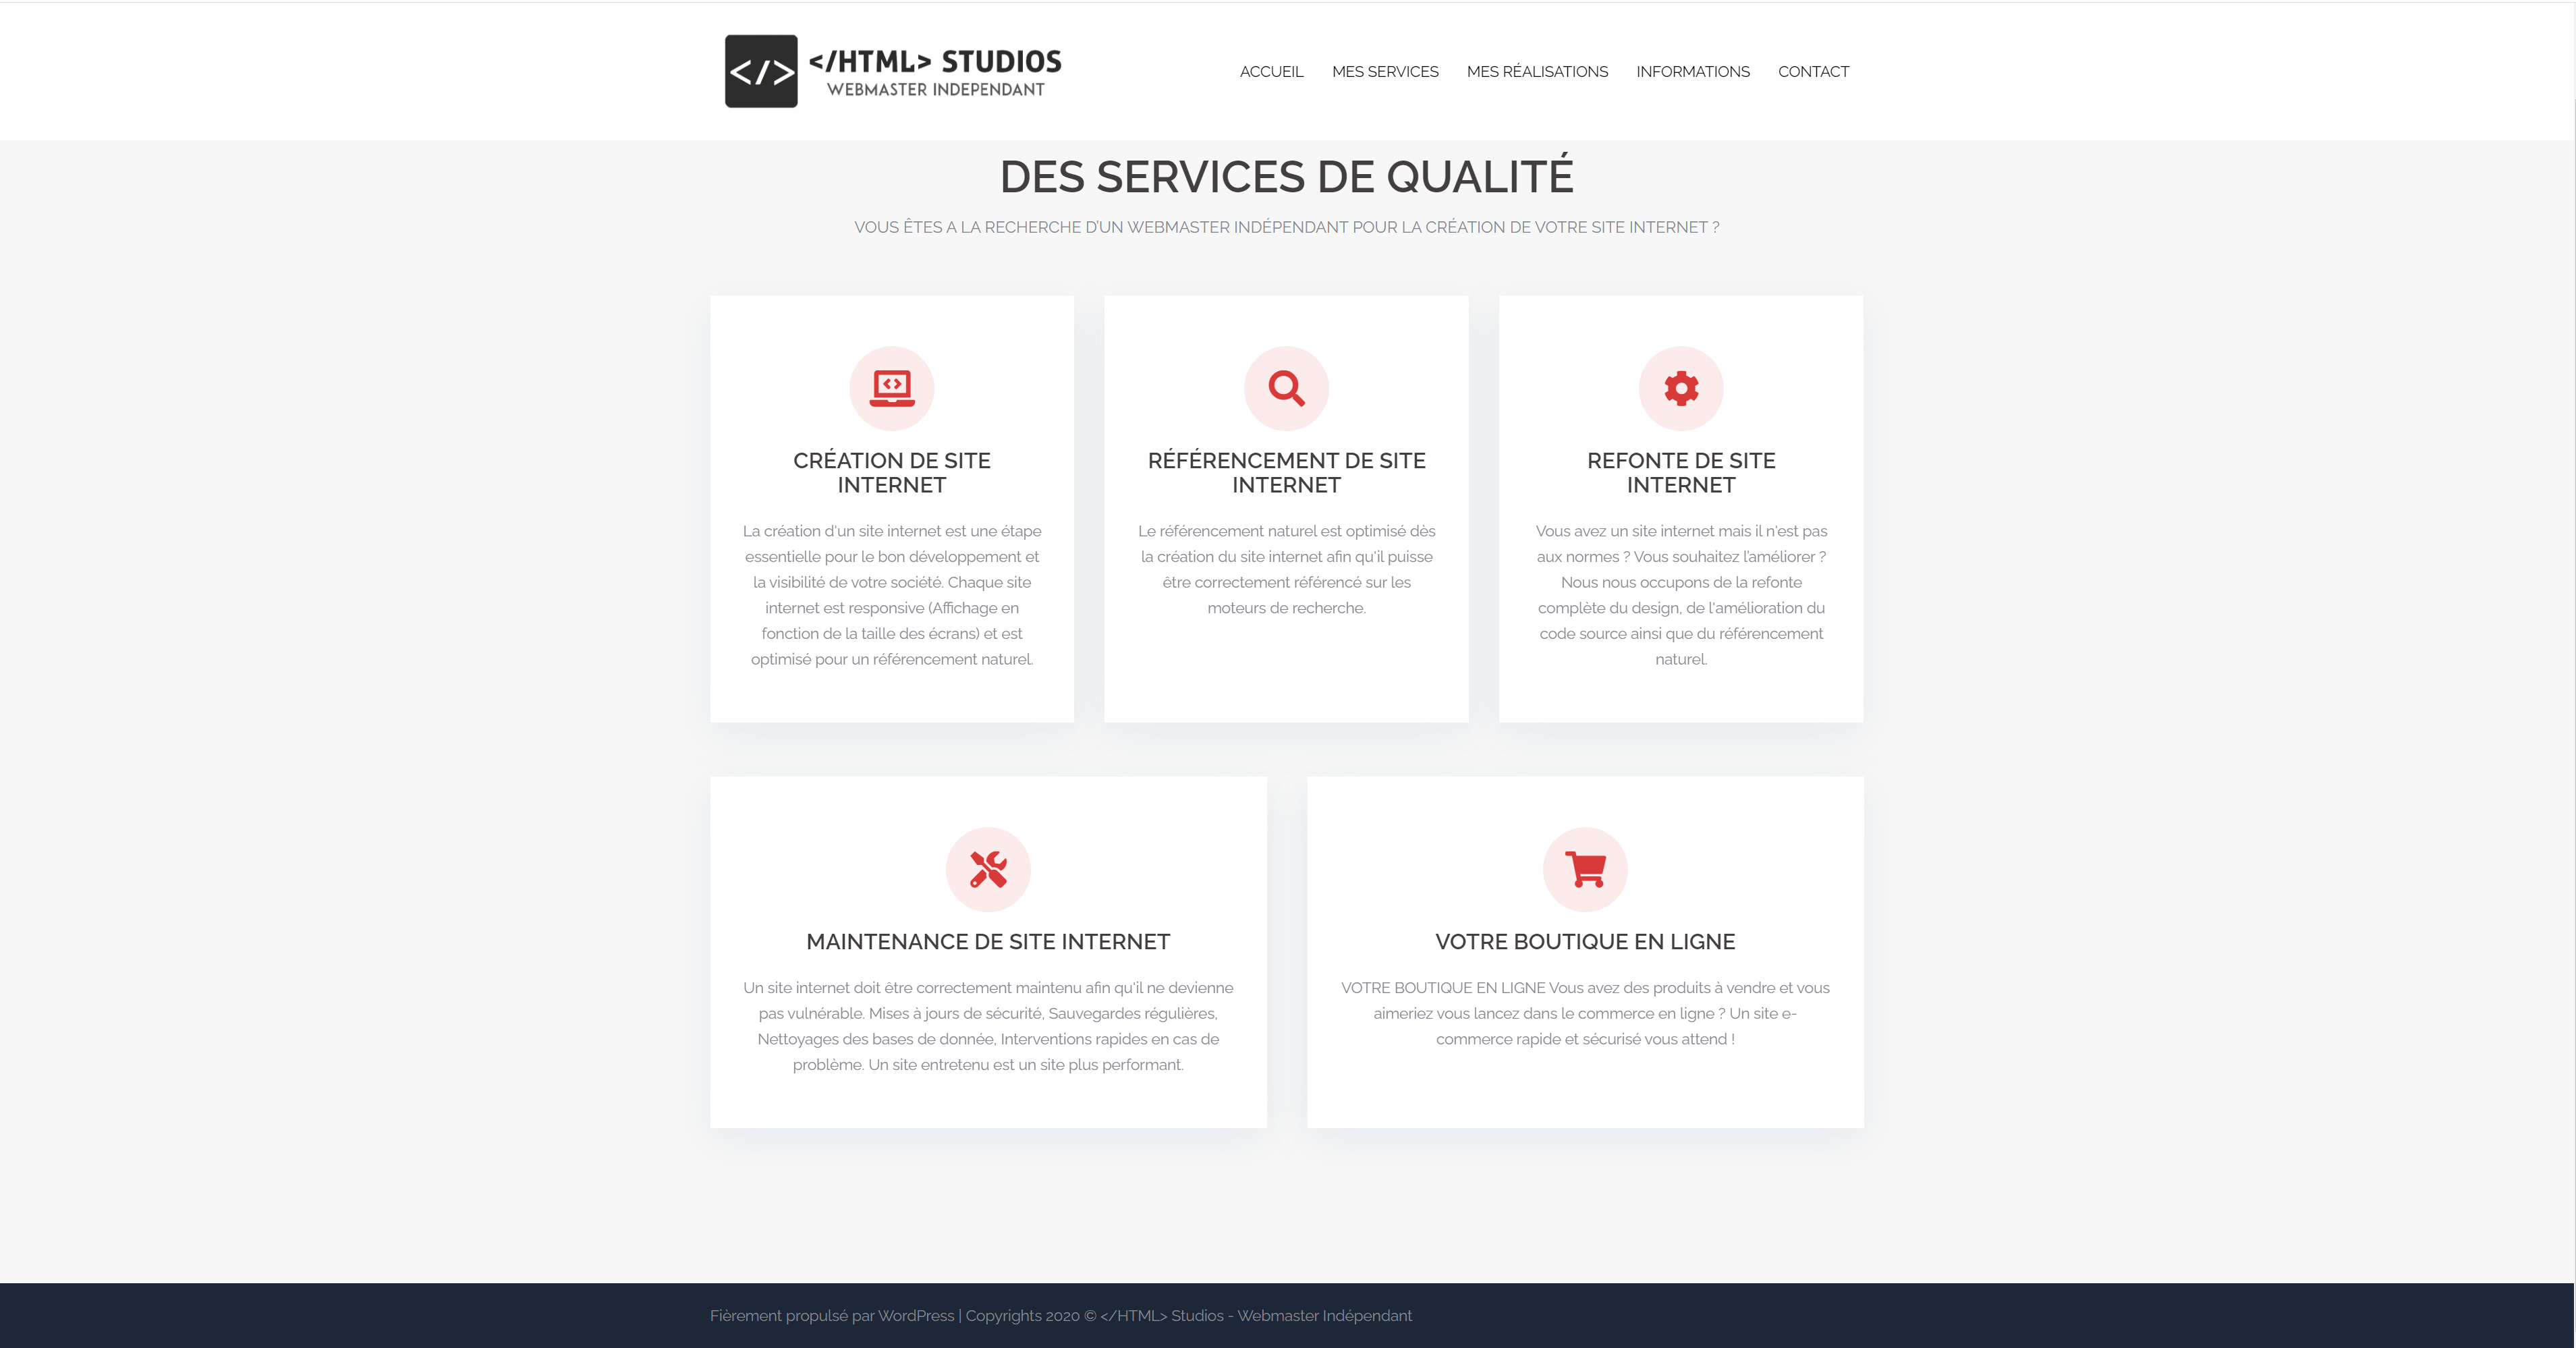 </> </HTML> STUDIOS
WEBMASTER INDEPENDANT
ACCUEIL MES SERVICES MES RÉALISATIONS INFORMATIONS CONTACT
DES SERVICES DE QUALITÉ
VOUS ÊTES A LA RECHERCHE D'UN WEBMASTER INDÉPENDANT POUR LA CRÉATION DE VOTRE SITE INTERNET ?
CRÉATION DE SITE
INTERNET
La création d'un site internet est une étape
essentielle pour le bon développement et
la visibilité de votre société. Chaque site
internet est responsive (Affichage en
fonction de la taille des écrans) et est
optimisé pour un référencement naturel.
RÉFÉRENCEMENT DE SITE
INTERNET
Le référencement naturel est optimisé dès
la création du site internet afin qu'il puisse
être correctement référencé sur les
moteurs de recherche.
REFONTE DE SITE
INTERNET
Vous avez un site internet mais il n'est pas
aux normes ? Vous souhaitez l'améliorer ?
Nous nous occupons de la refonte
complète du design, de l'amélioration du
code source ainsi que du référencement
naturel.
MAINTENANCE DE SITE INTERNET
Un site internet doit être correctement maintenu afin qu'il ne devienne
pas vulnérable. Mises à jours de sécurité, Sauvegardes régulières,
Nettoyages des bases de donnée, Interventions rapides en cas de
problème. Un site entretenu est un site plus performant.
VOTRE BOUTIQUE EN LIGNE
VOTRE BOUTIQUE EN LIGNE Vous avez des produits à vendre et vous
aimeriez vous lancez dans le commerce en ligne ? Un site e-
commerce rapide et sécurisé vous attend !
Fièrement propulsé par WordPress | Copyrights 2020 © </HTML> Studios - Webmaster Indépendant